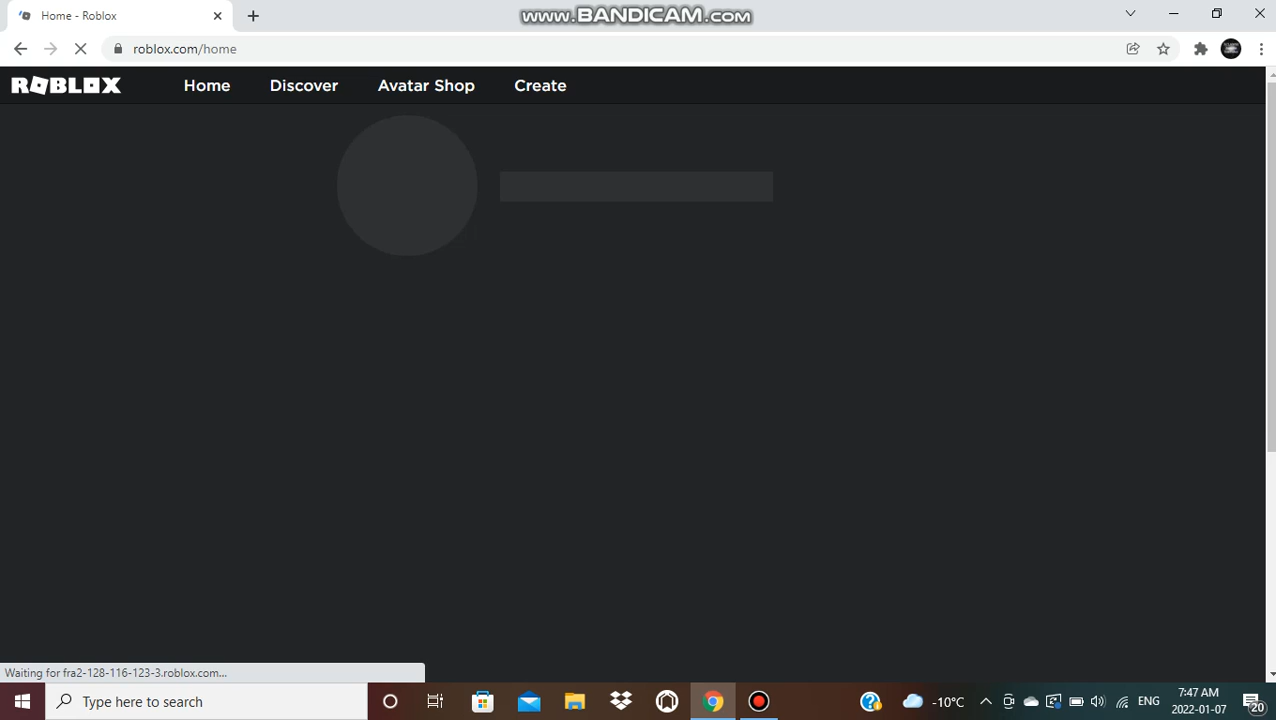 Home - Roblox
www.BANDICAM.com
roblox.com/home
ROBLOX Home Discover Avatar Shop Create
Waiting for fra2-128-116-123-3.roblox.com...
Type here to search
-10°C
ENG
7:47 AM
2022-01-07
20